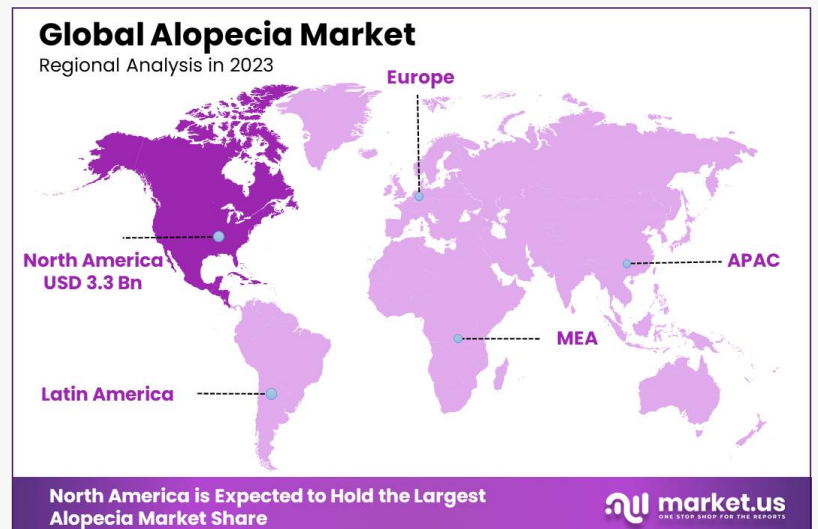 Global Alopecia Market
Regional Analysis in 2023
Europe
North America
USD 3.3 Bn
APAC
MEA
Latin America
North America is Expected to Hold the Largest
Alopecia Market Share
market.us
ONE STOP SHOP FOR THE REPORTS